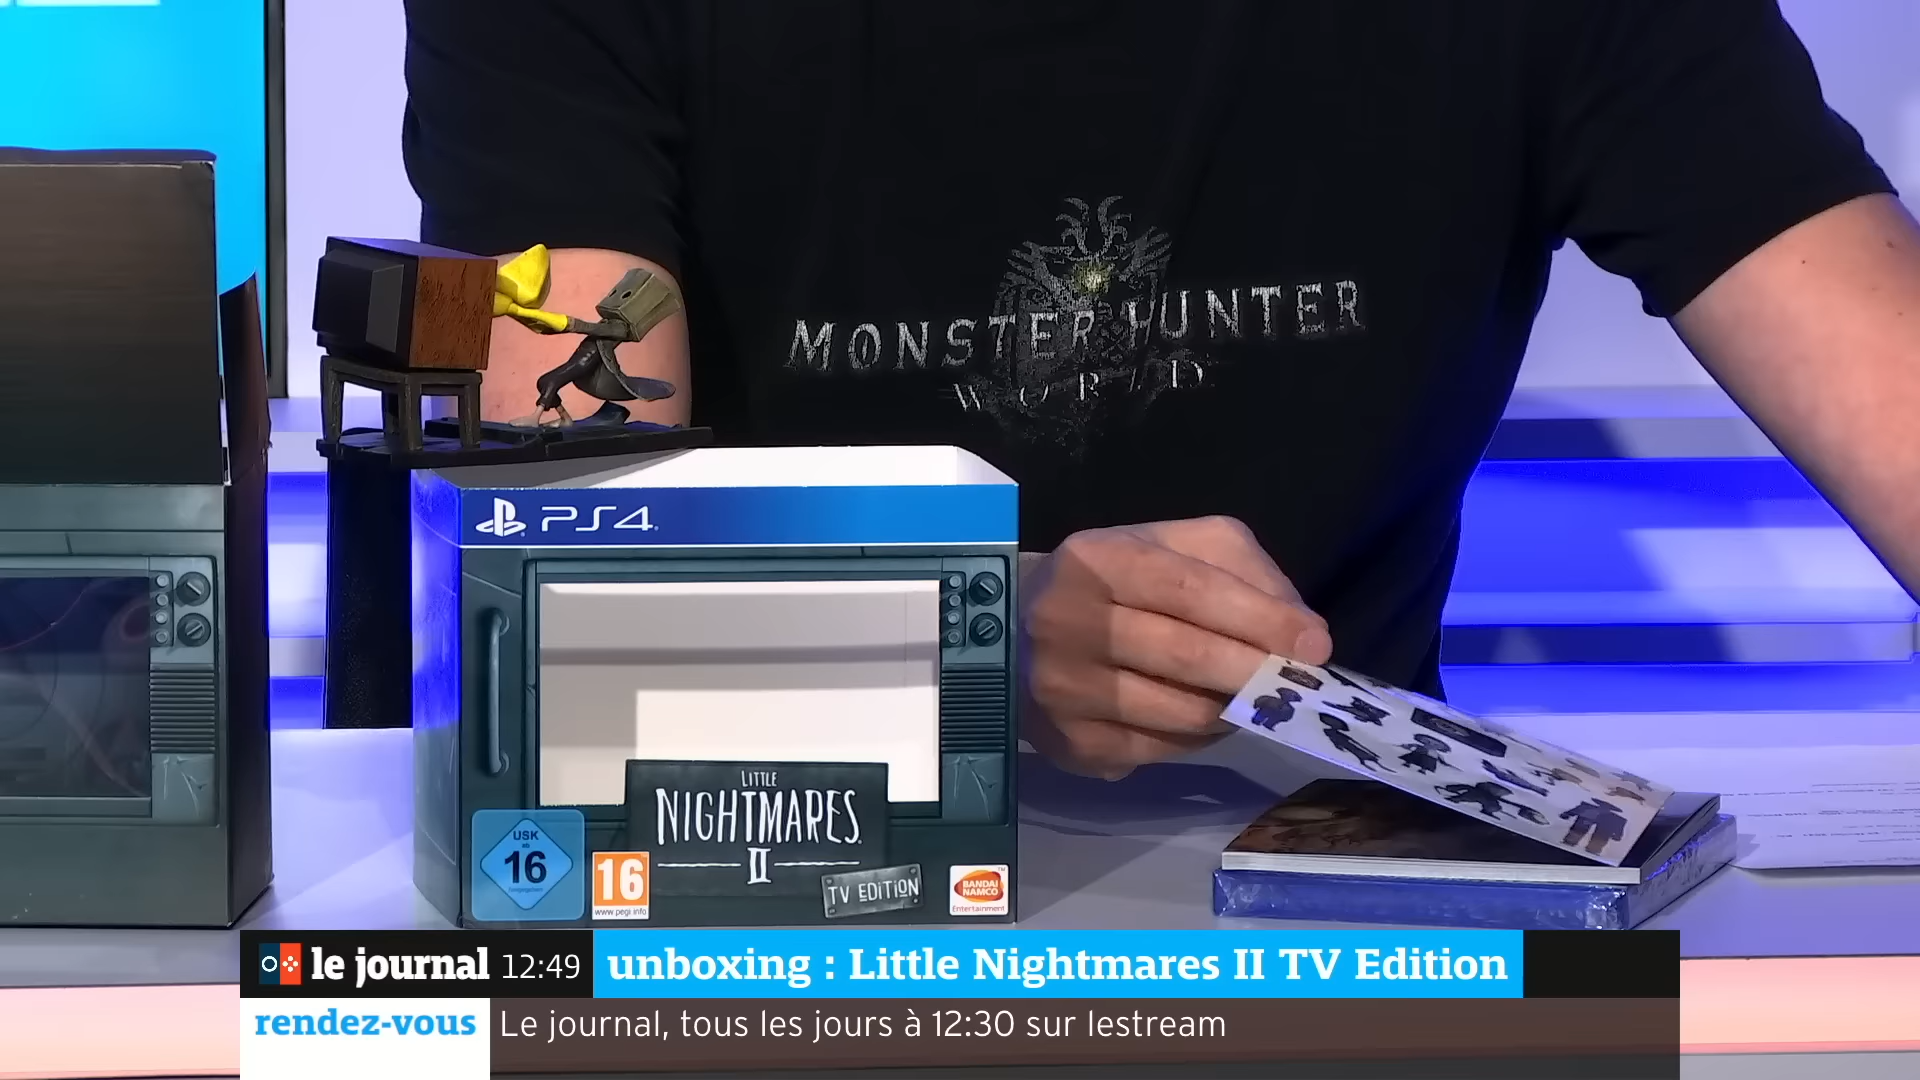 MONSTER HUNTER
WORLD
PS4
LITTLE
NIGHTMARES
II
TV EDITION
USK
ab
16
freigegeben
16
www.pegi.info
BANDAI
NAMCO
Entertainment
le journal 12:49
unboxing : Little Nightmares II TV Edition
rendez-vous
Le journal, tous les jours à 12:30 sur lestream